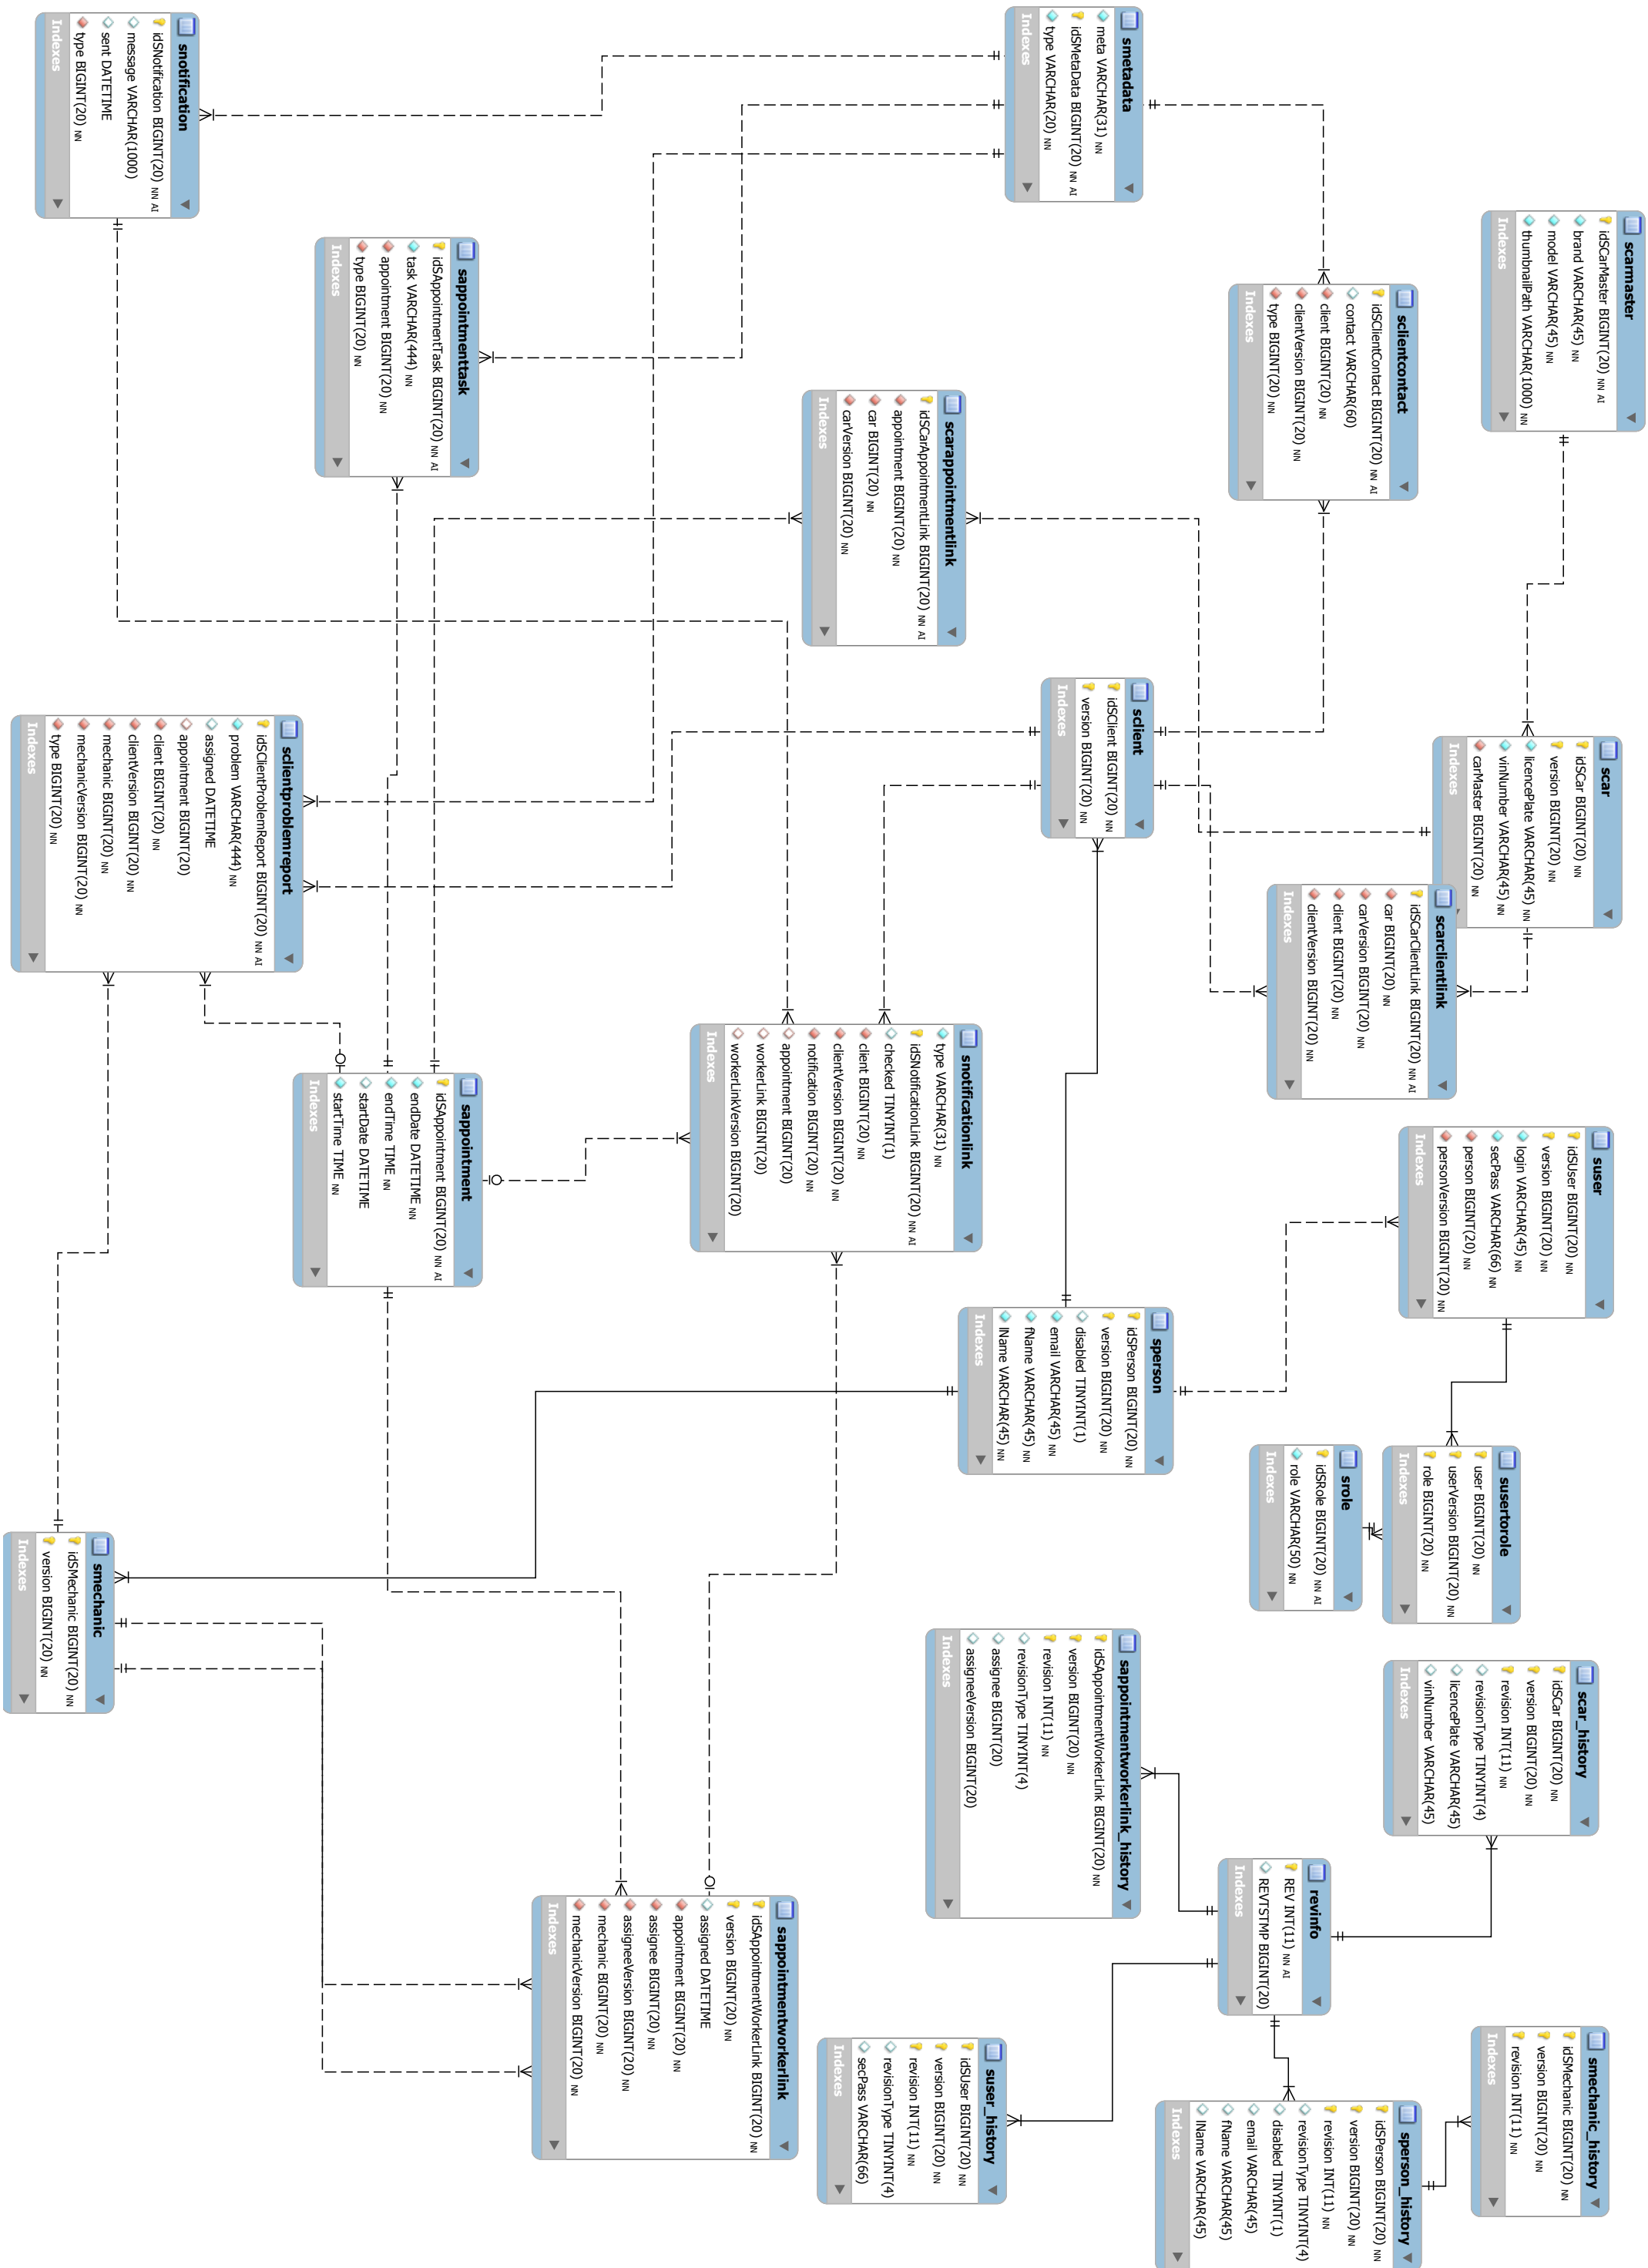 scarmaster
idSCarMaster BIGINT(20) NN AI
brand VARCHAR(45) NN
model VARCHAR(45) NN
thumbnailPath VARCHAR(1000) NN
Indexes
scar
idSCar BIGINT(20) NN
version BIGINT(20) NN
licencePlate VARCHAR(45) NN
vinNumber VARCHAR(45) NN
carMaster BIGINT(20) NN
Indexes
suser
idSUser BIGINT(20) NN
version BIGINT(20) NN
login VARCHAR(45) NN
secPass VARCHAR(66) NN
person BIGINT(20) NN
personVersion BIGINT(20) NN
Indexes
scar_history
idSCar BIGINT(20) NN
version BIGINT(20) NN
revision INT(11) NN
revisionType TINYINT(4)
licencePlate VARCHAR(45)
vinNumber VARCHAR(45)
Indexes
smechanic_history
idSMechanic BIGINT(20) NN
version BIGINT(20) NN
revision INT(11) NN
Indexes
smetadata
meta VARCHAR(31) NN
idSMetaData BIGINT(20) NN AI
type VARCHAR(20) NN
Indexes
sclientcontact
idSClientContact BIGINT(20) NN AI
contact VARCHAR(60)
client BIGINT(20) NN
clientVersion BIGINT(20) NN
type BIGINT(20) NN
Indexes
scarclientlink
idSCarClientLink BIGINT(20) NN AI
car BIGINT(20) NN
carVersion BIGINT(20) NN
client BIGINT(20) NN
clientVersion BIGINT(20) NN
Indexes
susertorole
user BIGINT(20) NN
userVersion BIGINT(20) NN
role BIGINT(20) NN
Indexes
srole
idSRole BIGINT(20) NN AI
role VARCHAR(50) NN
Indexes
revinfo
REV INT(11) NN AI
REVTSTMP BIGINT(20)
Indexes
sperson_history
idSPerson BIGINT(20) NN
version BIGINT(20) NN
revision INT(11) NN
revisionType TINYINT(4)
disabled TINYINT(1)
email VARCHAR(45)
fName VARCHAR(45)
lName VARCHAR(45)
Indexes
sclient
idSClient BIGINT(20) NN
version BIGINT(20) NN
Indexes
sperson
idSPerson BIGINT(20) NN
version BIGINT(20) NN
disabled TINYINT(1)
email VARCHAR(45) NN
fName VARCHAR(45) NN
lName VARCHAR(45) NN
Indexes
sappointmentworkerlink_history
idSAppointmentWorkerLink BIGINT(20) NN
version BIGINT(20) NN
revision INT(11) NN
revisionType TINYINT(4)
assignee BIGINT(20)
assigneeVersion BIGINT(20)
Indexes
suser_history
idSUser BIGINT(20) NN
version BIGINT(20) NN
revision INT(11) NN
revisionType TINYINT(4)
secPass VARCHAR(66)
Indexes
scarappointmentlink
idSCarAppointmentLink BIGINT(20) NN AI
appointment BIGINT(20) NN
car BIGINT(20) NN
carVersion BIGINT(20) NN
Indexes
snotificationlink
type VARCHAR(31) NN
idSNotificationLink BIGINT(20) NN AI
checked TINYINT(1)
client BIGINT(20) NN
clientVersion BIGINT(20) NN
notification BIGINT(20) NN
appointment BIGINT(20)
workerLink BIGINT(20)
workerLinkVersion BIGINT(20)
Indexes
sappointmentworkerlink
idSAppointmentWorkerLink BIGINT(20) NN
version BIGINT(20) NN
assigned DATETIME
appointment BIGINT(20) NN
assignee BIGINT(20) NN
assigneeVersion BIGINT(20) NN
mechanic BIGINT(20) NN
mechanicVersion BIGINT(20) NN
Indexes
sappointmenttask
idSAppointmentTask BIGINT(20) NN AI
task VARCHAR(444) NN
appointment BIGINT(20) NN
type BIGINT(20) NN
Indexes
sappointment
idSAppointment BIGINT(20) NN AI
endDate DATETIME NN
endTime TIME NN
startDate DATETIME
startTime TIME NN
Indexes
snotification
idSNotification BIGINT(20) NN AI
message VARCHAR(1000)
sent DATETIME
type BIGINT(20) NN
Indexes
sclientproblemreport
idSClientProblemReport BIGINT(20) NN AI
problem VARCHAR(444) NN
assigned DATETIME
appointment BIGINT(20)
client BIGINT(20) NN
clientVersion BIGINT(20) NN
mechanic BIGINT(20) NN
mechanicVersion BIGINT(20) NN
type BIGINT(20) NN
Indexes
smechanic
idSMechanic BIGINT(20) NN
version BIGINT(20) NN
Indexes